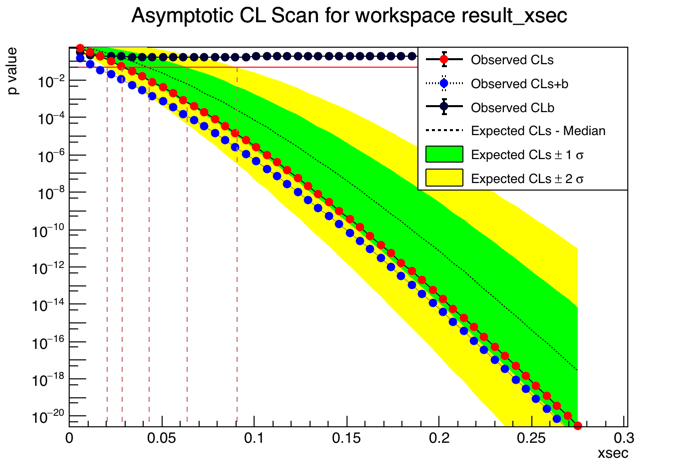 Asymptotic CL Scan for workspace result_xsec
p value
Observed CLs
Observed CLs+b
Observed CLb
Expected CLs - Median
Expected CLs ± 1 σ
Expected CLs ± 2 σ
10⁻²
10⁻⁴
10⁻⁶
10⁻⁸
10⁻¹⁰
10⁻¹²
10⁻¹⁴
10⁻¹⁶
10⁻¹⁸
10⁻²⁰
0 0.05 0.1 0.15 0.2 0.25 0.3
xsec